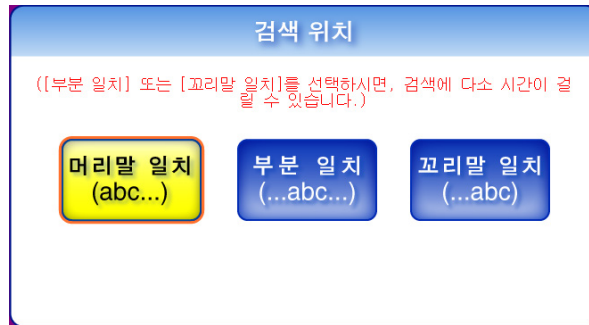 검색 위치
([부분 일치] 또는 [꼬리말 일치]를 선택하시면, 검색에 다소 시간이 걸
릴 수 있습니다.)
머리말 일치
(abc...)
부분 일치
(...abc...)
꼬리말 일치
(...abc)